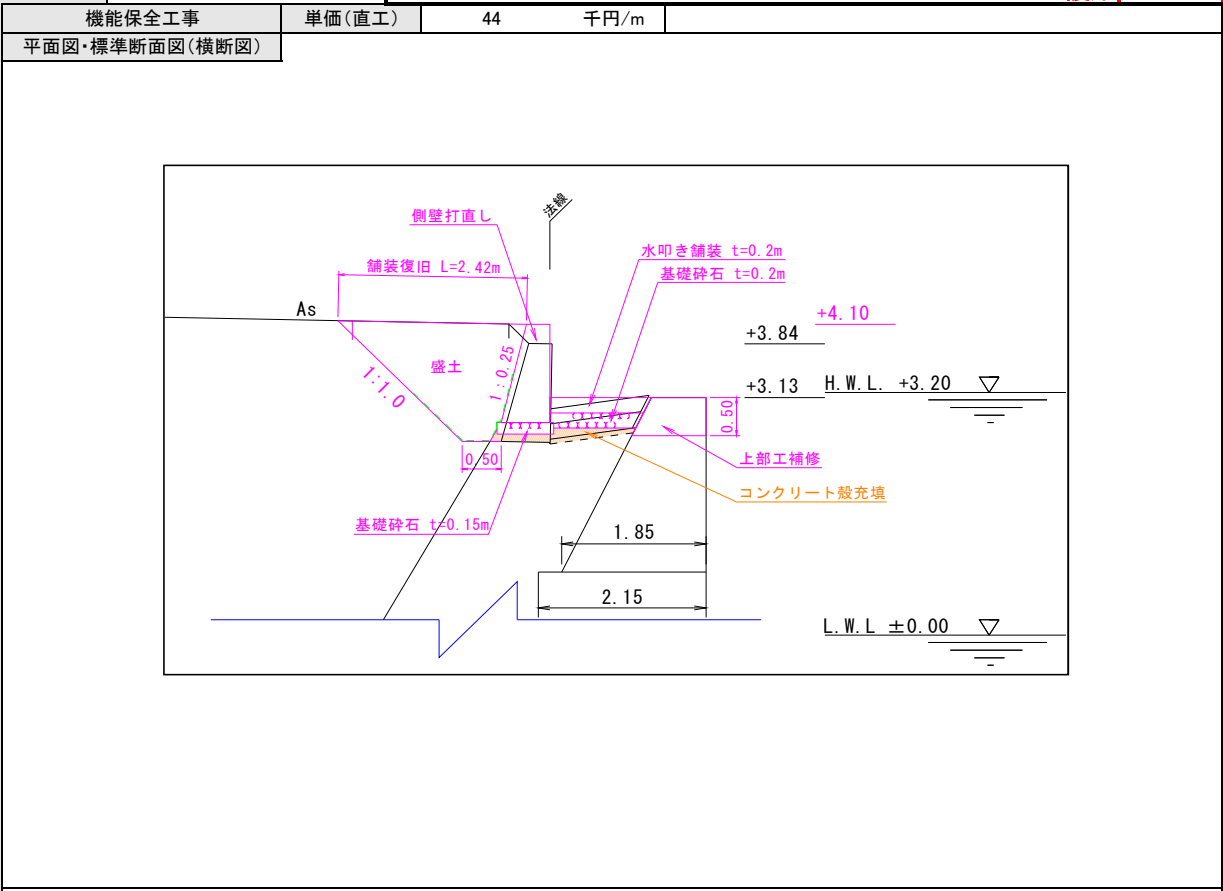 機能保全工事 単価(直工) 44 千円/m
平面図・標準断面図(横断図)
法線
側壁打直し
水叩き舗装 t=0.2m
舗装復旧 L=2.42m
基礎砕石 t=0.2m
As
+4.10
+3.84
盛土
1:0.25
1:1.0
+3.13 H.W.L. +3.20
0.50
0.50
上部工補修
コンクリート殻充填
基礎砕石 t=0.15m
1.85
2.15
L.W.L ±0.00